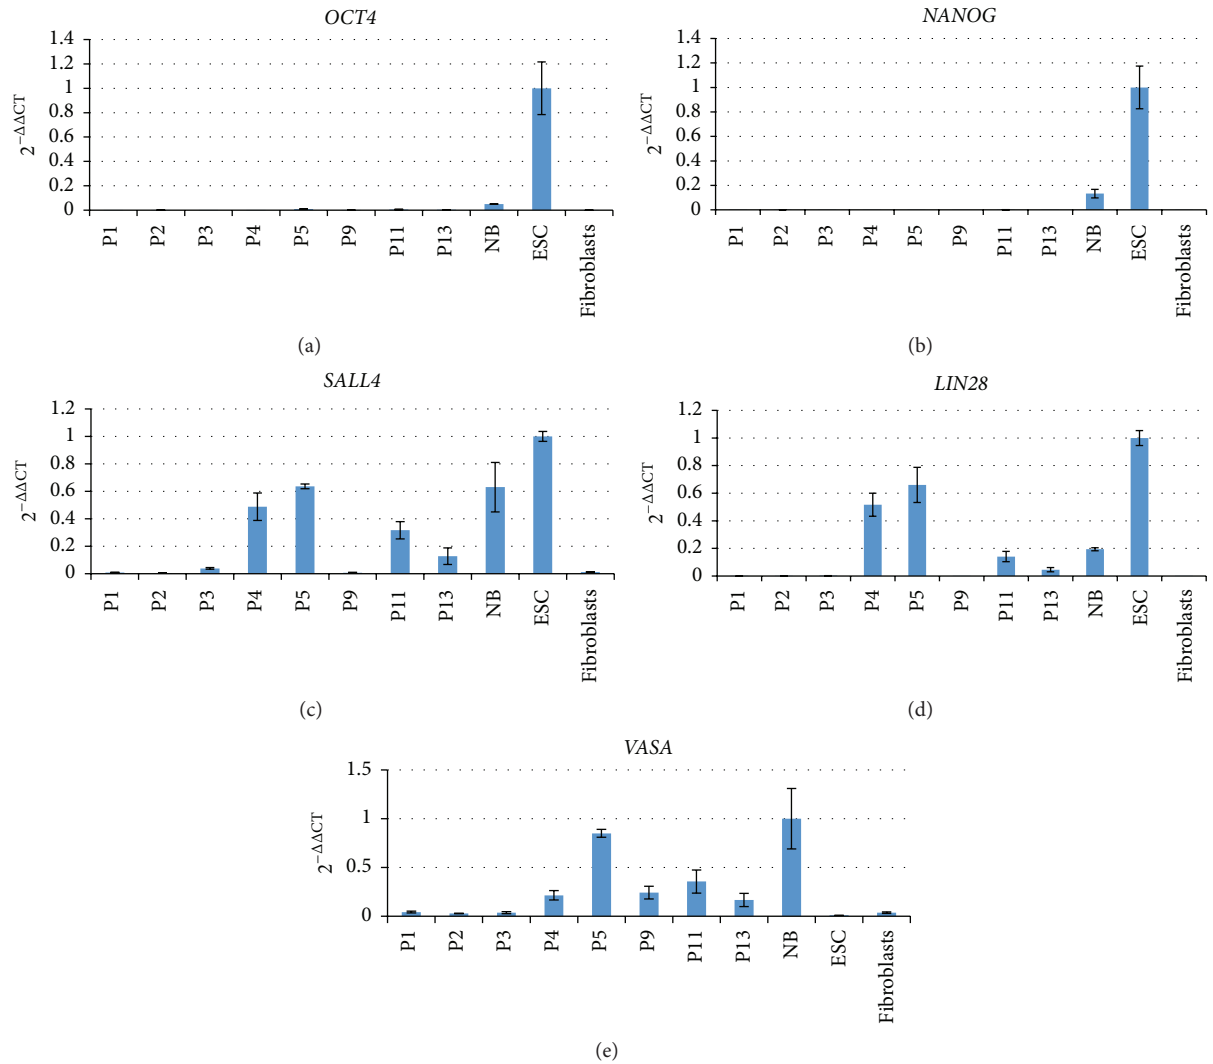 OCT4
1.4
1.2
1
0.8
0.6
0.4
0.2
0
2^−ΔΔCT
P1 P2 P3 P4 P5 P9 P11 P13 NB ESC Fibroblasts
(a)
NANOG
1.4
1.2
1
0.8
0.6
0.4
0.2
0
2^−ΔΔCT
P1 P2 P3 P4 P5 P9 P11 P13 NB ESC Fibroblasts
(b)
SALL4
1.2
1
0.8
0.6
0.4
0.2
0
2^−ΔΔCT
P1 P2 P3 P4 P5 P9 P11 P13 NB ESC Fibroblasts
(c)
LIN28
1.2
1
0.8
0.6
0.4
0.2
0
2^−ΔΔCT
P1 P2 P3 P4 P5 P9 P11 P13 NB ESC Fibroblasts
(d)
VASA
1.5
1
0.5
0
2^−ΔΔCT
P1 P2 P3 P4 P5 P9 P11 P13 NB ESC Fibroblasts
(e)